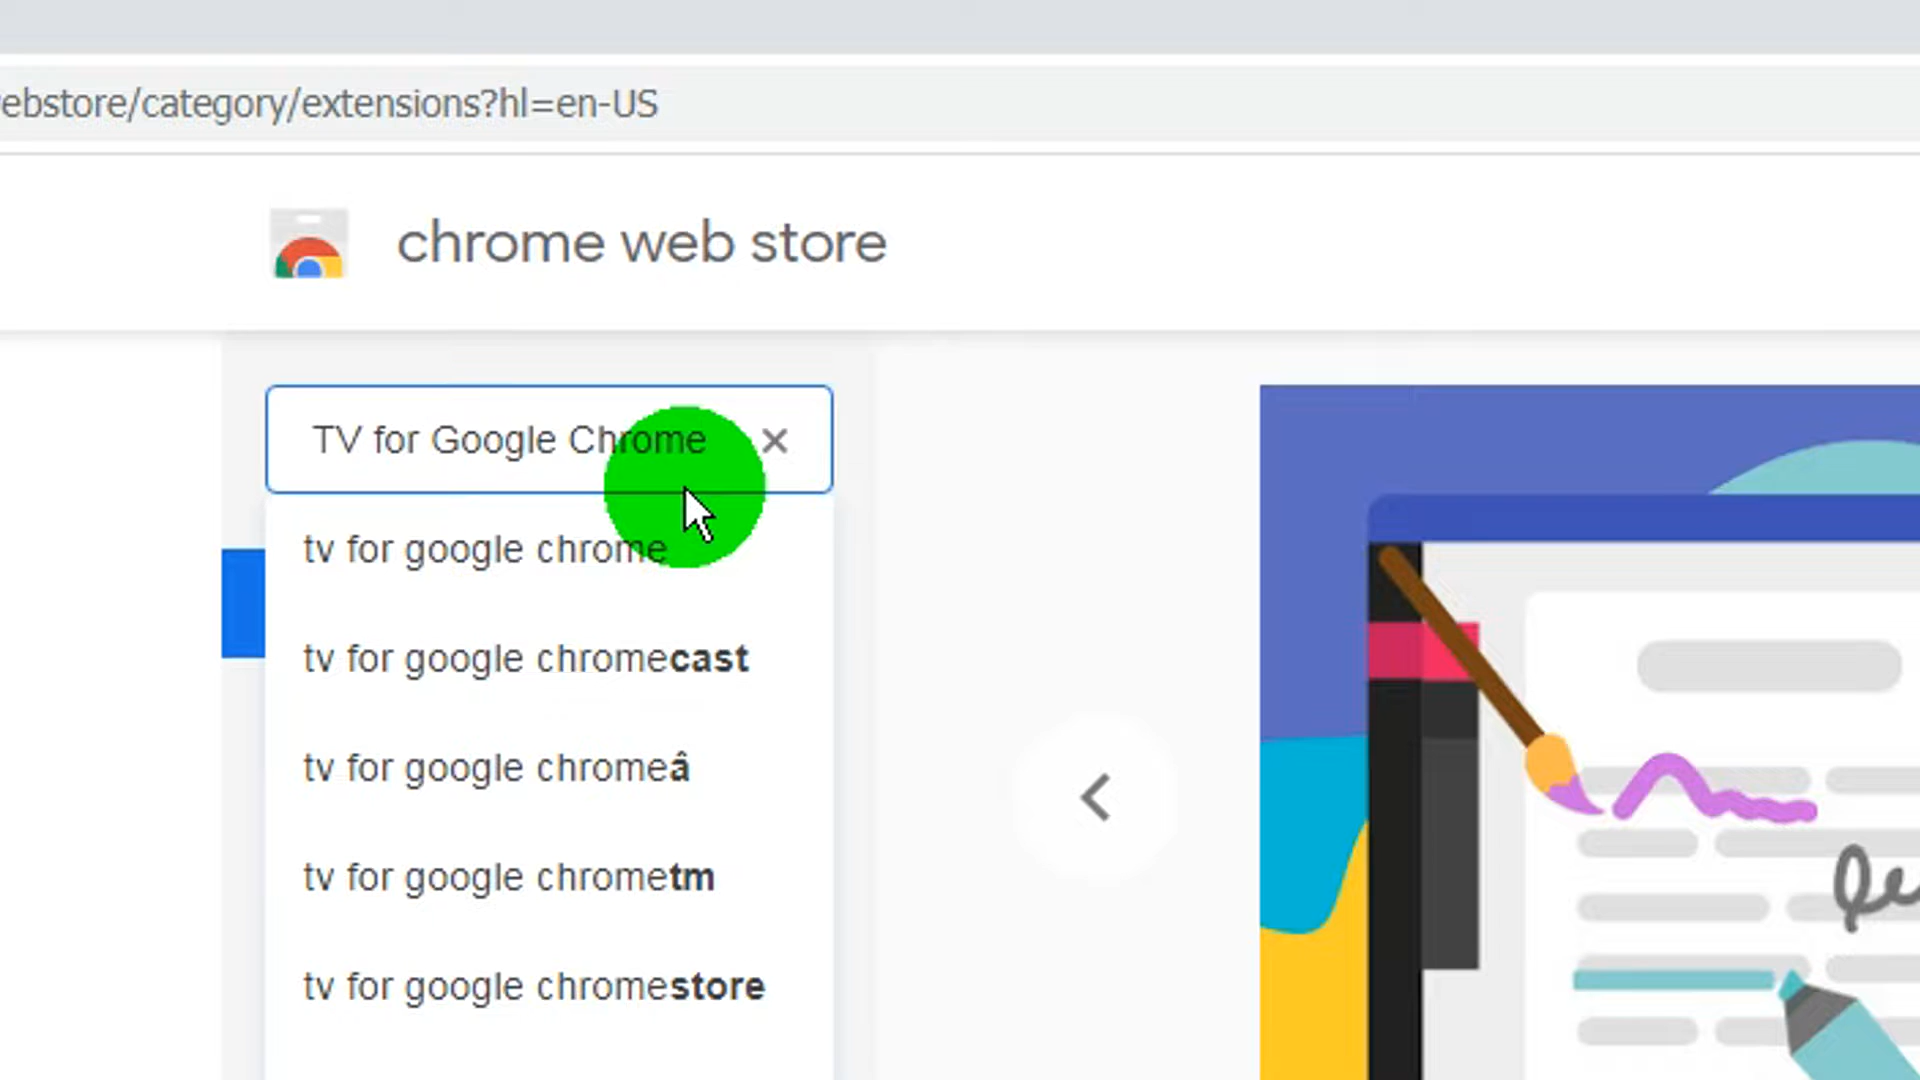 ebstore/category/extensions?hl=en-US
chrome web store
TV for Google Chrome
tv for google chrome
tv for google chromecast
tv for google chromeâ
tv for google chrometm
tv for google chromestore